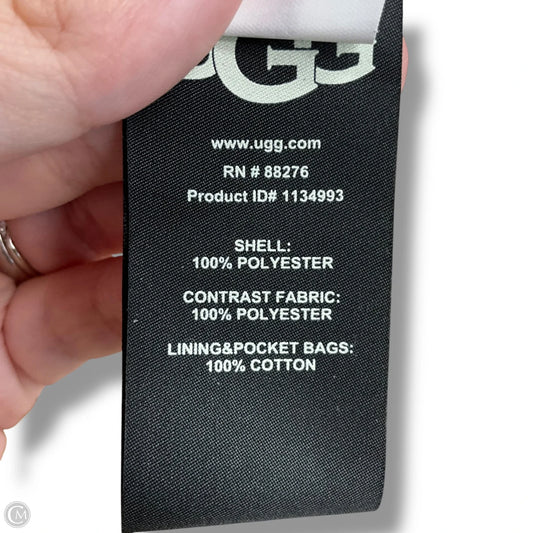 UGG
www.ugg.com
RN # 88276
Product ID# 1134993
SHELL:
100% POLYESTER
CONTRAST FABRIC:
100% POLYESTER
LINING&POCKET BAGS:
100% COTTON
CM